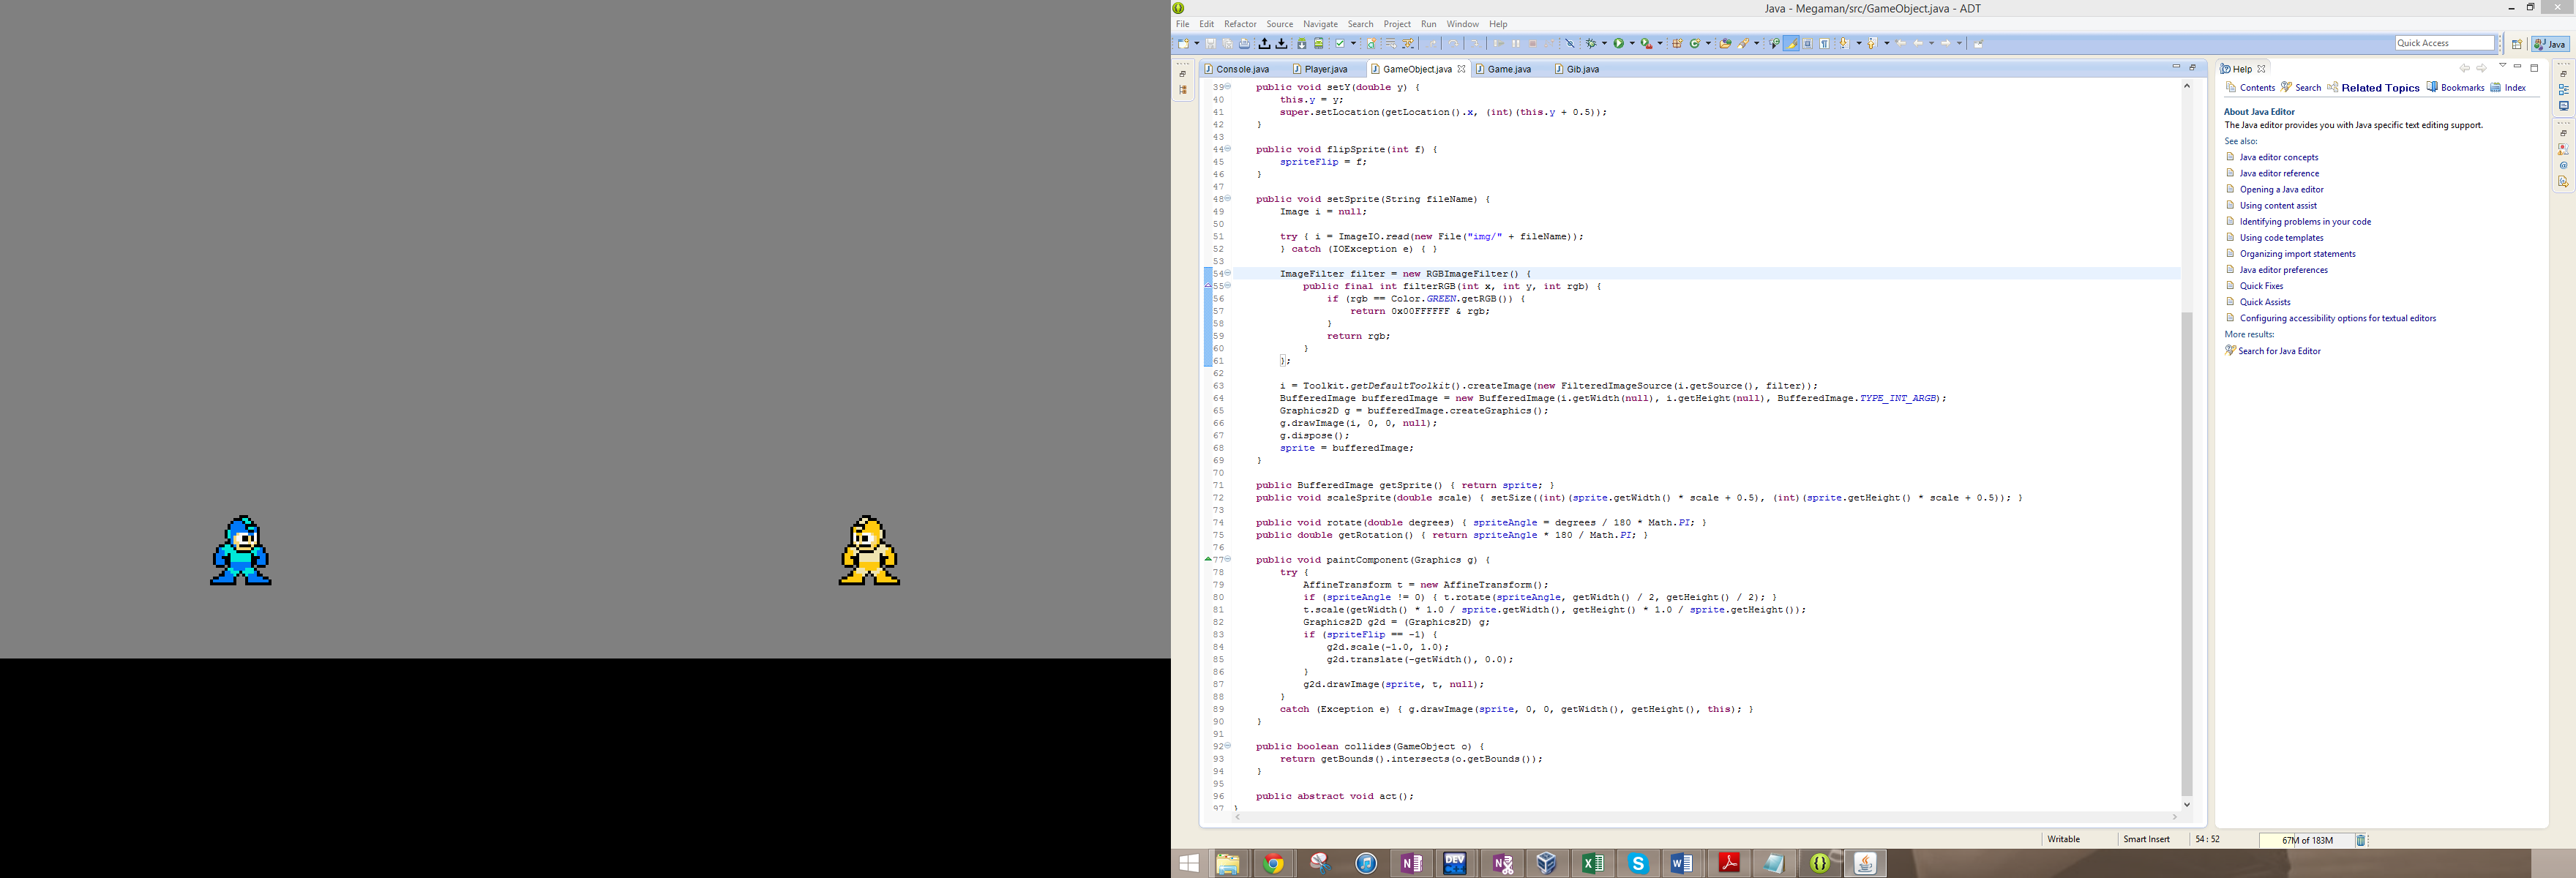 Java - Megaman/src/GameObject.java - ADT
File Edit Refactor Source Navigate Search Project Run Window Help
Quick Access
Java
Console.java Player.java GameObject.java Game.java Gib.java
39 public void setY(double y) {
40 this.y = y;
41 super.setLocation(getLocation().x, (int)(this.y + 0.5));
42 }
43
44 public void flipSprite(int f) {
45 spriteFlip = f;
46 }
47
48 public void setSprite(String fileName) {
49 Image i = null;
50
51 try { i = ImageIO.read(new File("img/" + fileName));
52 } catch (IOException e) { }
53
54 ImageFilter filter = new RGBImageFilter() {
55 public final int filterRGB(int x, int y, int rgb) {
56 if (rgb == Color.GREEN.getRGB()) {
57 return 0x00FFFFFF & rgb;
58 }
59 return rgb;
60 }
61 };
62
63 i = Toolkit.getDefaultToolkit().createImage(new FilteredImageSource(i.getSource(), filter));
64 BufferedImage bufferedImage = new BufferedImage(i.getWidth(null), i.getHeight(null), BufferedImage.TYPE_INT_ARGB);
65 Graphics2D g = bufferedImage.createGraphics();
66 g.drawImage(i, 0, 0, null);
67 g.dispose();
68 sprite = bufferedImage;
69 }
70
71 public BufferedImage getSprite() { return sprite; }
72 public void scaleSprite(double scale) { setSize((int)(sprite.getWidth() * scale + 0.5), (int)(sprite.getHeight() * scale + 0.5)); }
73
74 public void rotate(double degrees) { spriteAngle = degrees / 180 * Math.PI; }
75 public double getRotation() { return spriteAngle * 180 / Math.PI; }
76
77 public void paintComponent(Graphics g) {
78 try {
79 AffineTransform t = new AffineTransform();
80 if (spriteAngle != 0) { t.rotate(spriteAngle, getWidth() / 2, getHeight() / 2); }
81 t.scale(getWidth() * 1.0 / sprite.getWidth(), getHeight() * 1.0 / sprite.getHeight());
82 Graphics2D g2d = (Graphics2D) g;
83 if (spriteFlip == -1) {
84 g2d.scale(-1.0, 1.0);
85 g2d.translate(-getWidth(), 0.0);
86 }
87 g2d.drawImage(sprite, t, null);
88 }
89 catch (Exception e) { g.drawImage(sprite, 0, 0, getWidth(), getHeight(), this); }
90 }
91
92 public boolean collides(GameObject o) {
93 return getBounds().intersects(o.getBounds());
94 }
95
96 public abstract void act();
97 }
Help
Contents Search Related Topics Bookmarks Index
About Java Editor
The Java editor provides you with Java specific text editing support.
See also:
Java editor concepts
Java editor reference
Opening a Java editor
Using content assist
Identifying problems in your code
Using code templates
Organizing import statements
Java editor preferences
Quick Fixes
Quick Assists
Configuring accessibility options for textual editors
More results:
Search for Java Editor
Writable Smart Insert 54 : 52 67M of 183M
DEV